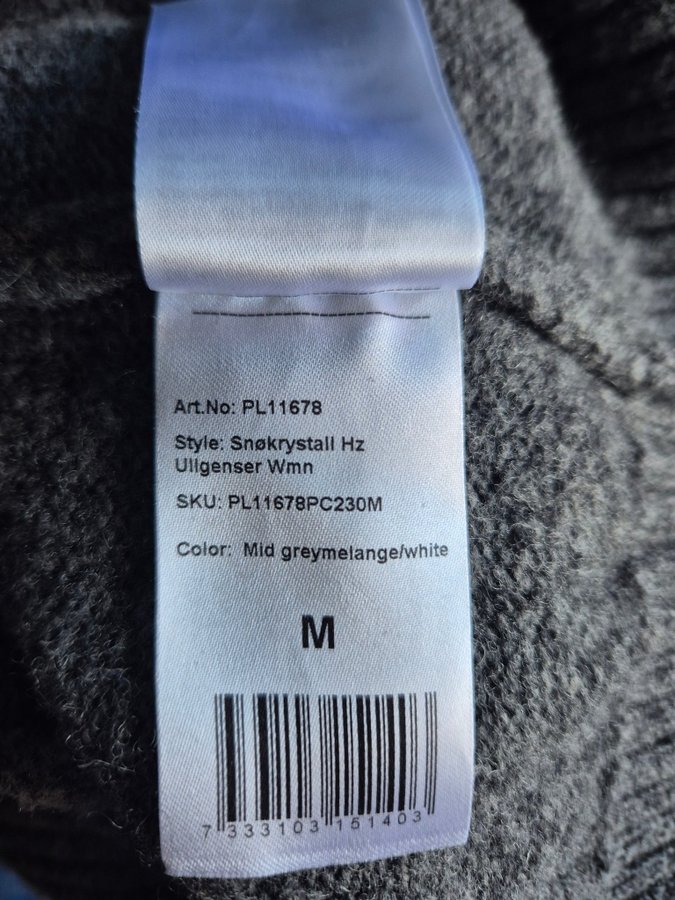 Art.No: PL11678
Style: Snøkrystall Hz
Ullgenser Wmn
SKU: PL11678PC230M
Color: Mid greymelange/white
M
7 333103 151403